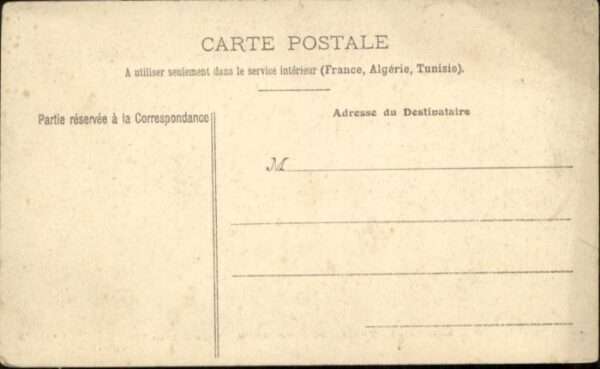 CARTE POSTALE
A utiliser seulement dans le service intérieur (France, Algérie, Tunisie).
Partie réservée à la Correspondance
Adresse du Destinataire
M